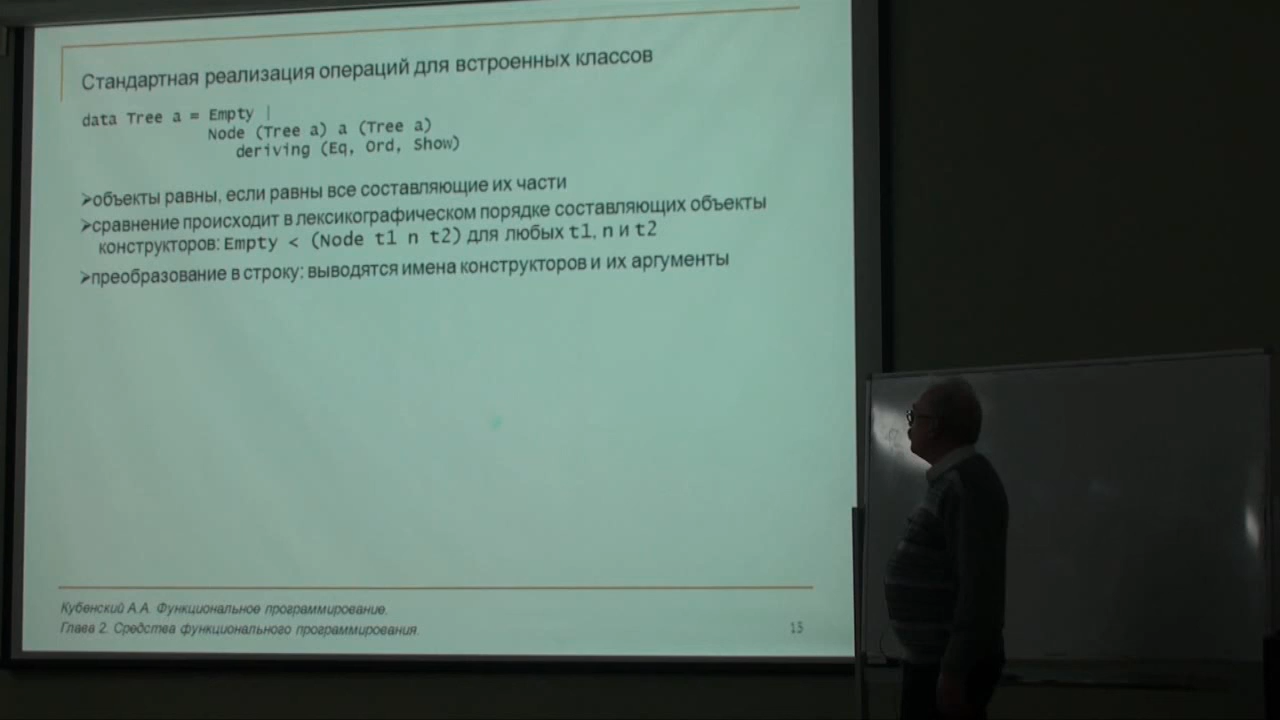 Стандартная реализация операций для встроенных классов
data Tree a = Empty |
Node (Tree a) a (Tree a)
deriving (Eq, Ord, Show)
➢объекты равны, если равны все составляющие их части
➢сравнение происходит в лексикографическом порядке составляющих объекты
конструкторов: Empty < (Node t1 n t2) для любых t1, n и t2
➢преобразование в строку: выводятся имена конструкторов и их аргументы
Кубенский А.А. Функциональное программирование.
Глава 2. Средства функционального программирования.
15